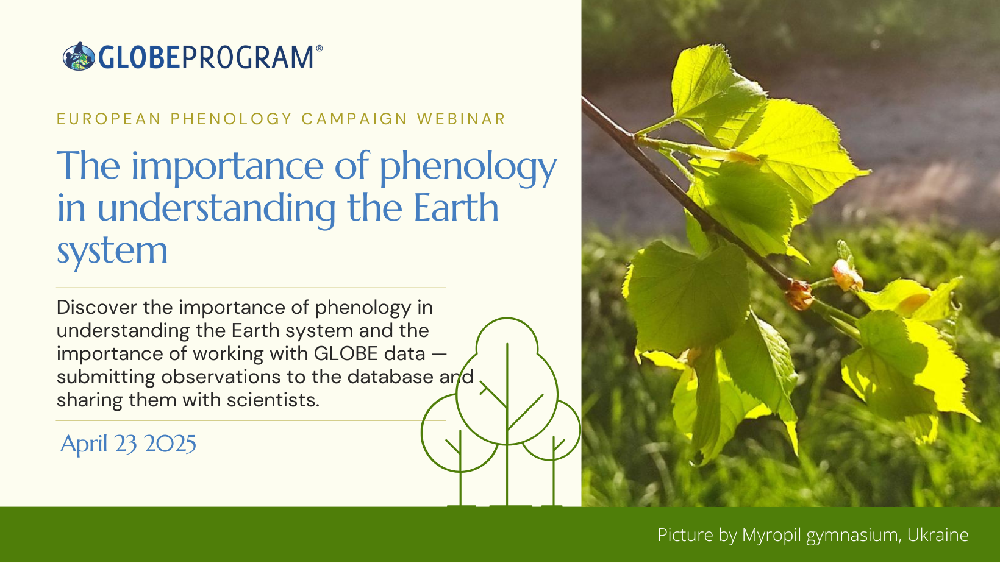 GLOBEPROGRAM®
EUROPEAN PHENOLOGY CAMPAIGN WEBINAR
The importance of phenology
in understanding the Earth
system
Discover the importance of phenology in
understanding the Earth system and the
importance of working with GLOBE data —
submitting observations to the database and
sharing them with scientists.
April 23 2025
Picture by Myropil gymnasium, Ukraine